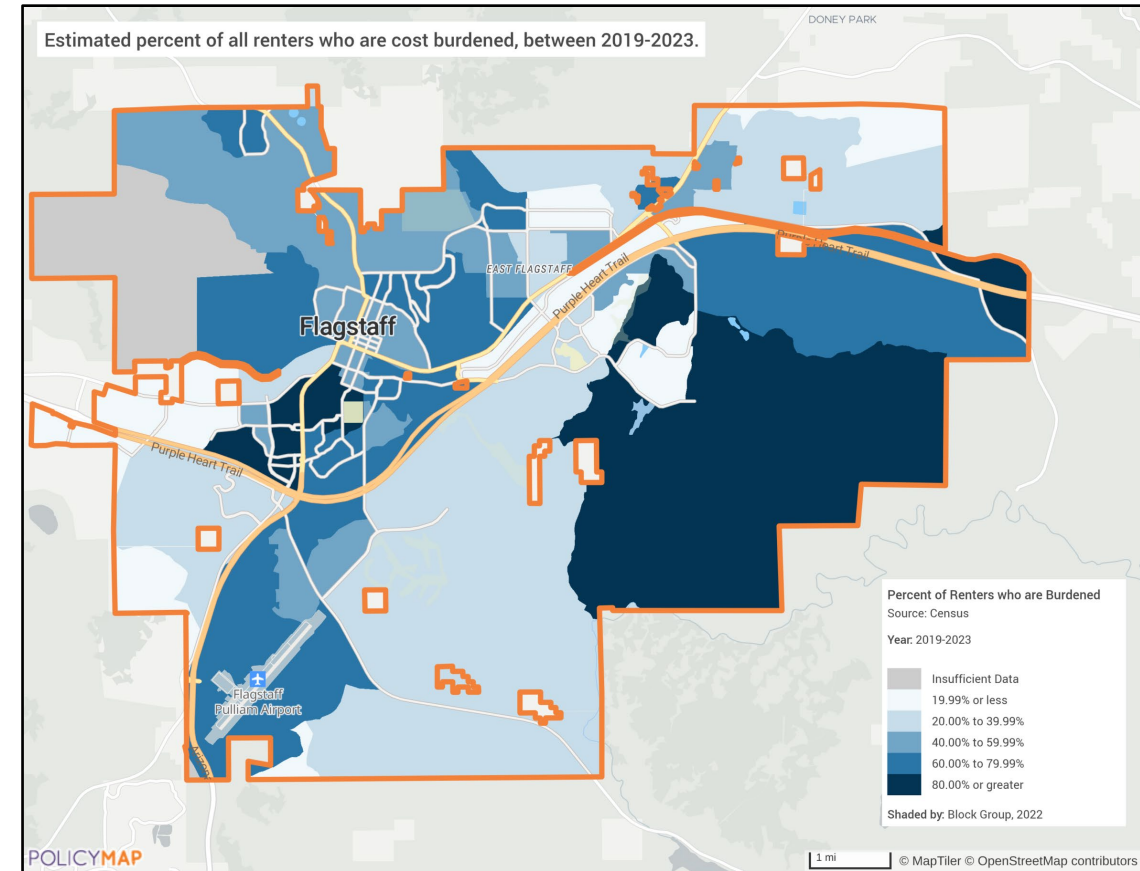 DONEY PARK
Estimated percent of all renters who are cost burdened, between 2019-2023.
Purple Heart Trail
EAST FLAGSTAFF
Purple Heart Trail
Flagstaff
Purple Heart Trail
Flagstaff
Pulliam Airport
Percent of Renters who are Burdened
Source: Census
Year: 2019-2023
Insufficient Data
19.99% or less
20.00% to 39.99%
40.00% to 59.99%
60.00% to 79.99%
80.00% or greater
Shaded by: Block Group, 2022
POLICYMAP
1 mi
© MapTiler © OpenStreetMap contributors